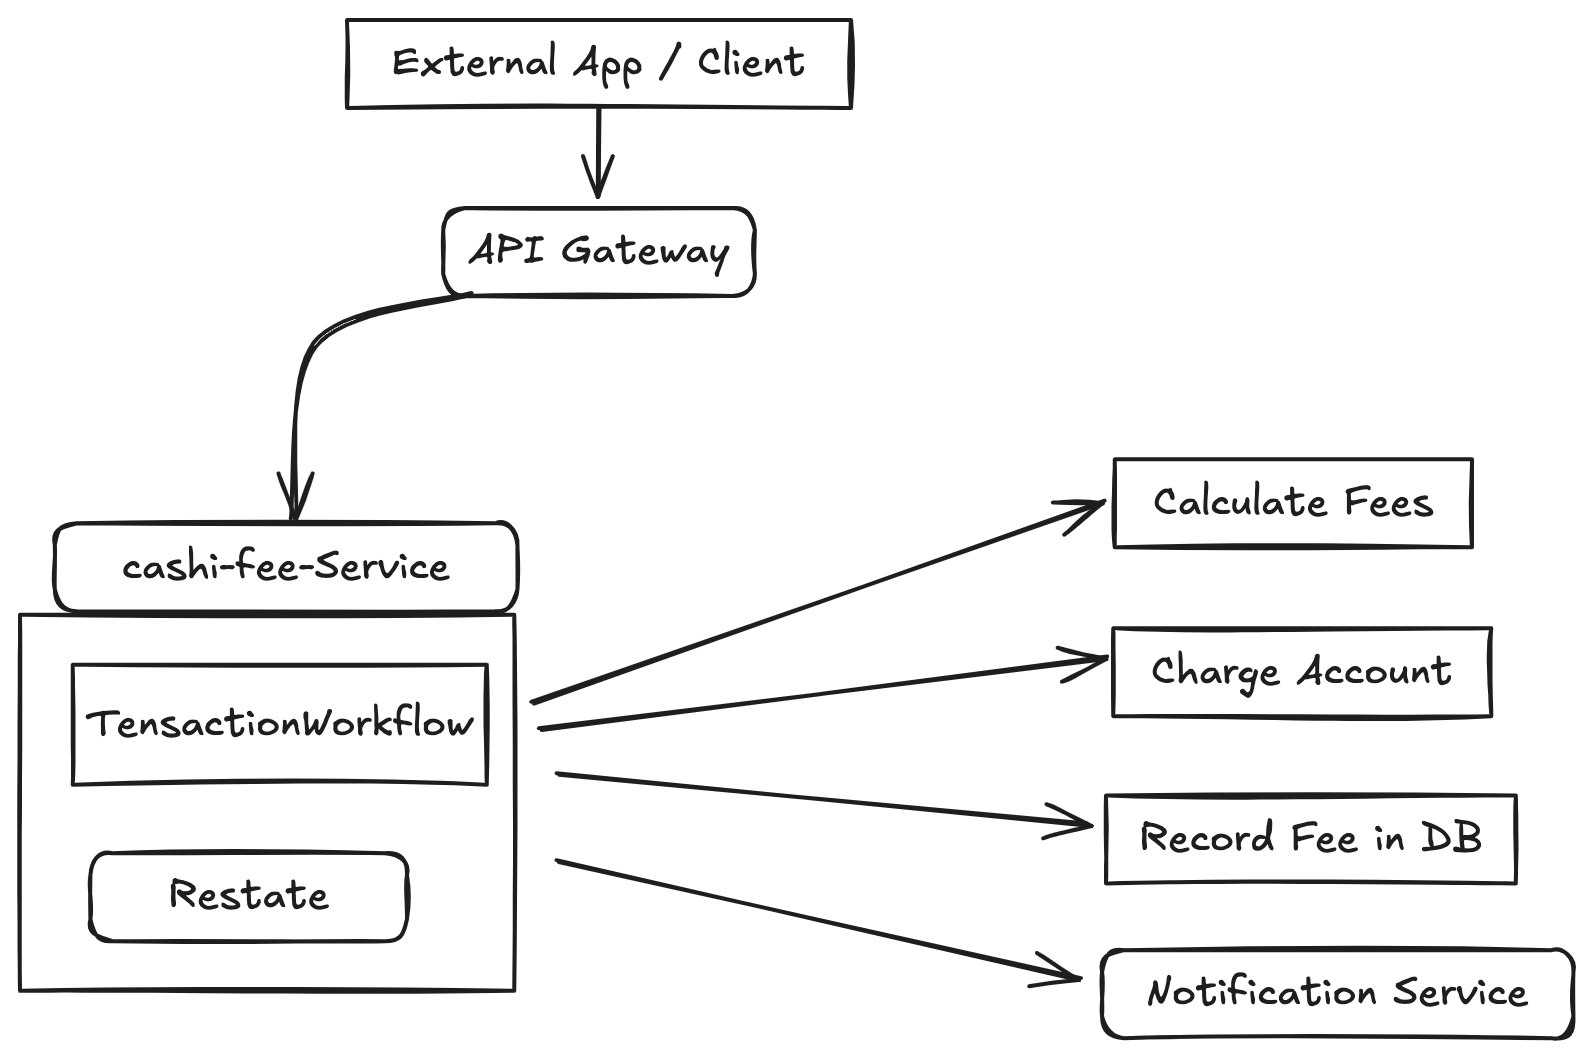 External App / Client
API Gateway
cashi-fee-Service
TensactionWorkflow
Restate
Calculate Fees
Charge Account
Record Fee in DB
Notification Service